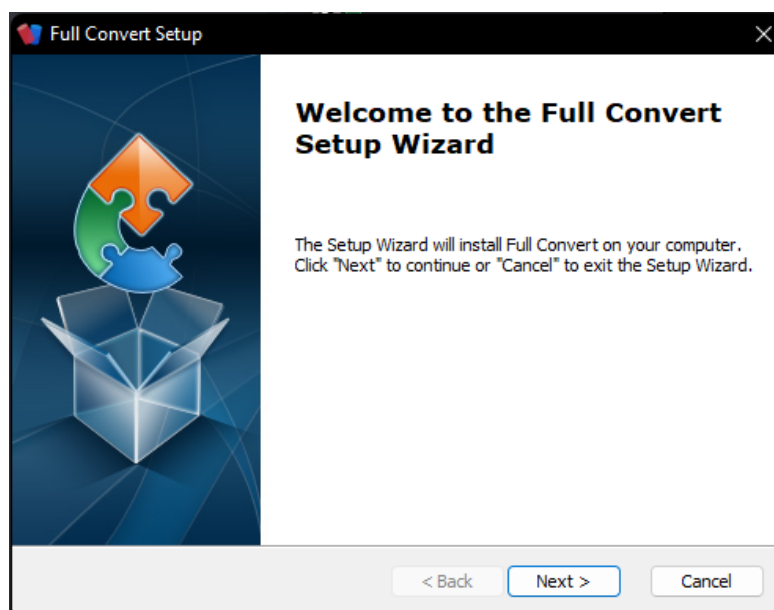 Full Convert Setup
Welcome to the Full Convert
Setup Wizard
The Setup Wizard will install Full Convert on your computer.
Click "Next" to continue or "Cancel" to exit the Setup Wizard.
< Back
Next >
Cancel